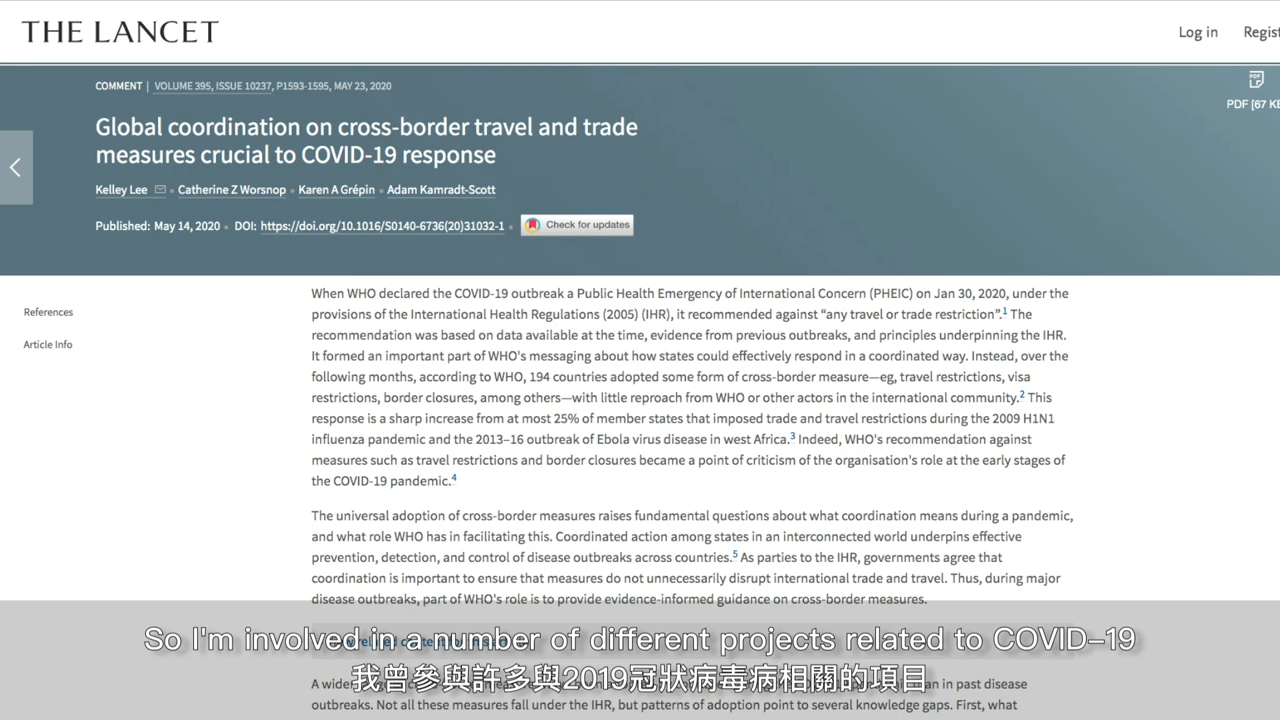 THE LANCET
Log in
Regist
COMMENT | VOLUME 395, ISSUE 10237, P1593-1595, MAY 23, 2020
PDF [67 KB
Global coordination on cross-border travel and trade
measures crucial to COVID-19 response
Kelley Lee • Catherine Z Worsnop • Karen A Grépin • Adam Kamradt-Scott
Published: May 14, 2020 • DOI: https://doi.org/10.1016/S0140-6736(20)31032-1 • Check for updates
References
Article Info
When WHO declared the COVID-19 outbreak a Public Health Emergency of International Concern (PHEIC) on Jan 30, 2020, under the
provisions of the International Health Regulations (2005) (IHR), it recommended against “any travel or trade restriction”.1 The
recommendation was based on data available at the time, evidence from previous outbreaks, and principles underpinning the IHR.
It formed an important part of WHO's messaging about how states could effectively respond in a coordinated way. Instead, over the
following months, according to WHO, 194 countries adopted some form of cross-border measure—eg, travel restrictions, visa
restrictions, border closures, among others—with little reproach from WHO or other actors in the international community.2 This
response is a sharp increase from at most 25% of member states that imposed trade and travel restrictions during the 2009 H1N1
influenza pandemic and the 2013–16 outbreak of Ebola virus disease in west Africa.3 Indeed, WHO's recommendation against
measures such as travel restrictions and border closures became a point of criticism of the organisation's role at the early stages of
the COVID-19 pandemic.4
The universal adoption of cross-border measures raises fundamental questions about what coordination means during a pandemic,
and what role WHO has in facilitating this. Coordinated action among states in an interconnected world underpins effective
prevention, detection, and control of disease outbreaks across countries.5 As parties to the IHR, governments agree that
coordination is important to ensure that measures do not unnecessarily disrupt international trade and travel. Thus, during major
disease outbreaks, part of WHO's role is to provide evidence-informed guidance on cross-border measures.
So I'm involved in a number of different projects related to COVID-19
我曾參與許多與2019冠狀病毒病相關的項目
A wider an in past disease
outbreaks. Not all these measures fall under the IHR, but patterns of adoption point to several knowledge gaps. First, what